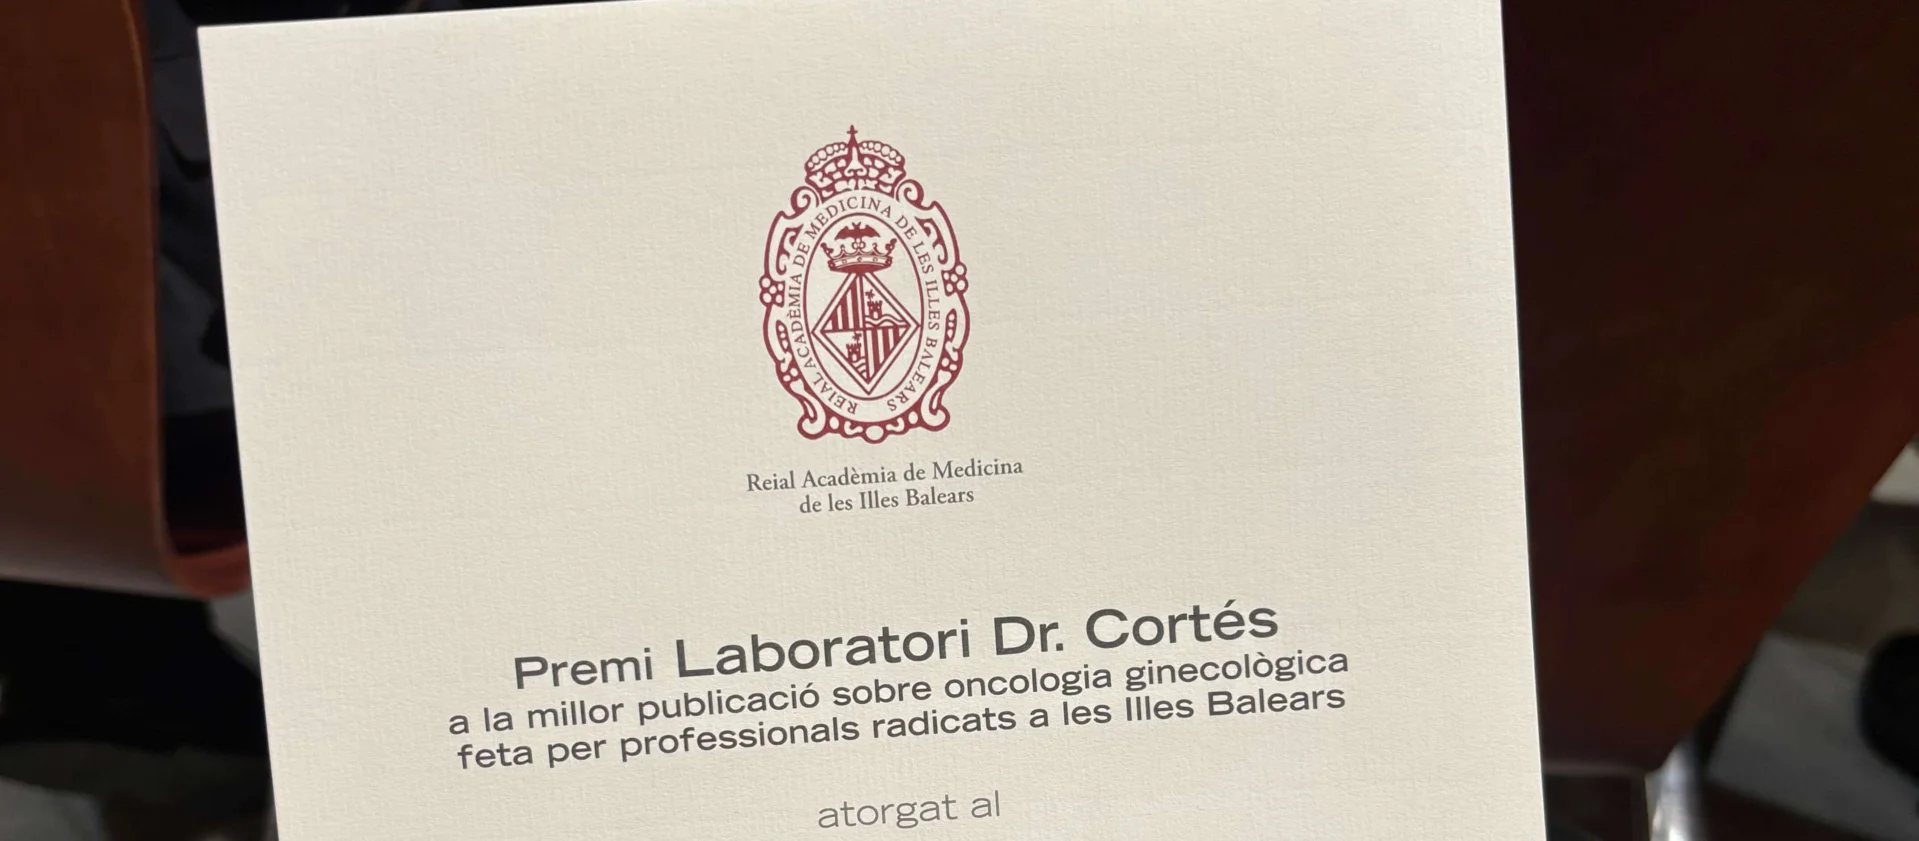 REIAL ACADÈMIA DE MEDICINA DE LES ILLES BALEARS
Reial Acadèmia de Medicina
de les Illes Balears
Premi Laboratori Dr. Cortés
a la millor publicació sobre oncologia ginecològica
feta per professionals radicats a les Illes Balears
atorgat al